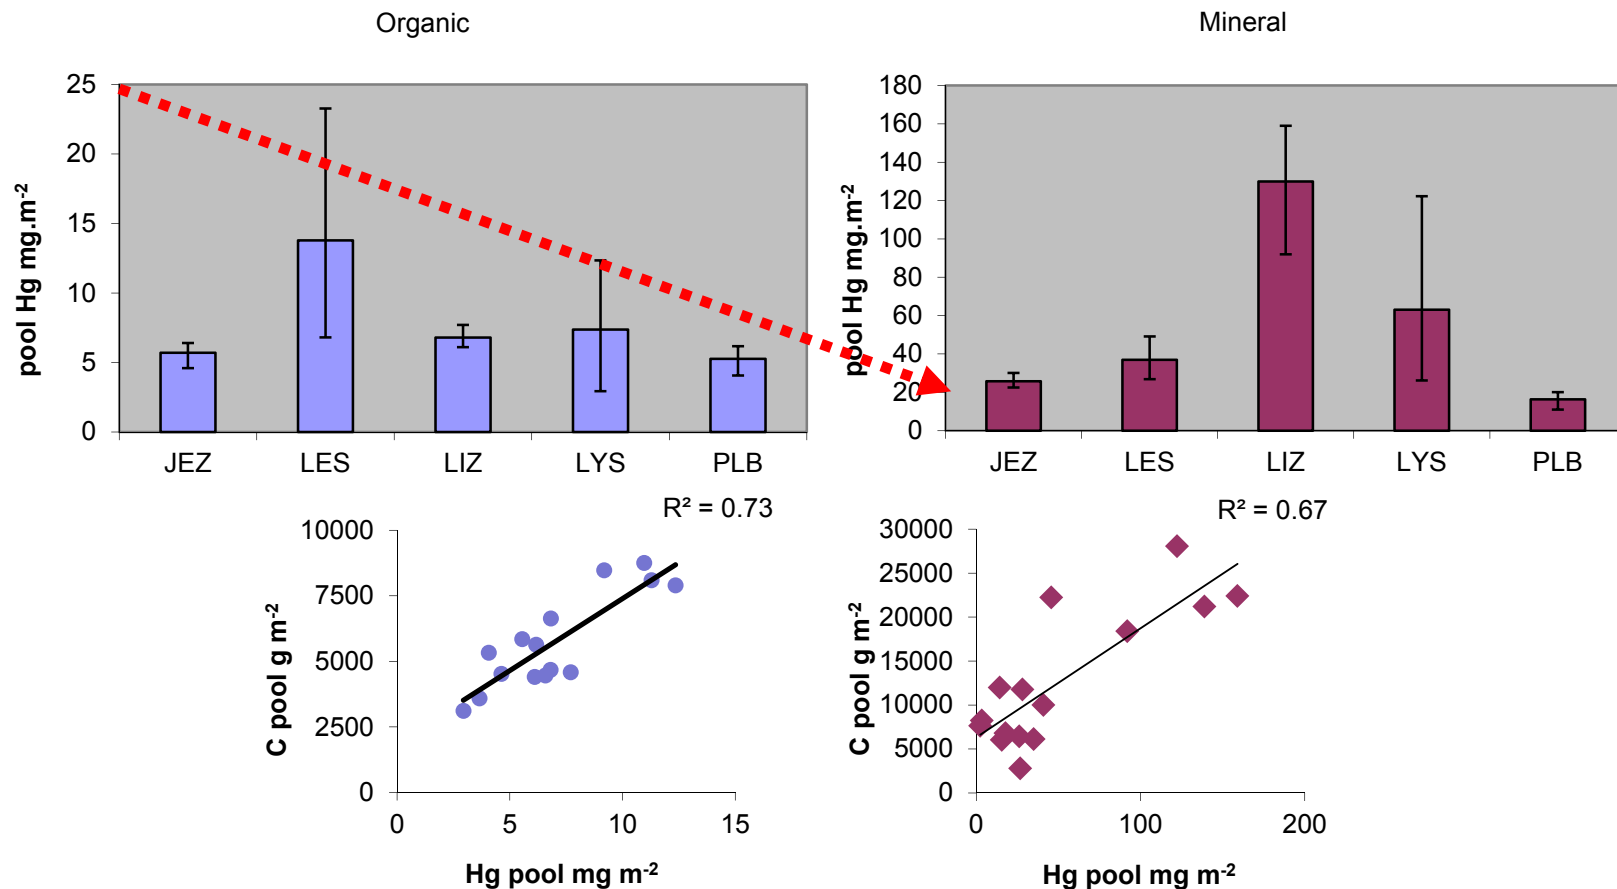 Organic
Mineral
pool Hg mg.m-2
25
20
15
10
5
0
JEZ LES LIZ LYS PLB
pool Hg mg.m-2
180
160
140
120
100
80
60
40
20
0
JEZ LES LIZ LYS PLB
R² = 0.73
C pool g m-2
10000
7500
5000
2500
0
0 5 10 15
Hg pool mg m-2
R² = 0.67
C pool g m-2
30000
25000
20000
15000
10000
5000
0
0 100 200
Hg pool mg m-2